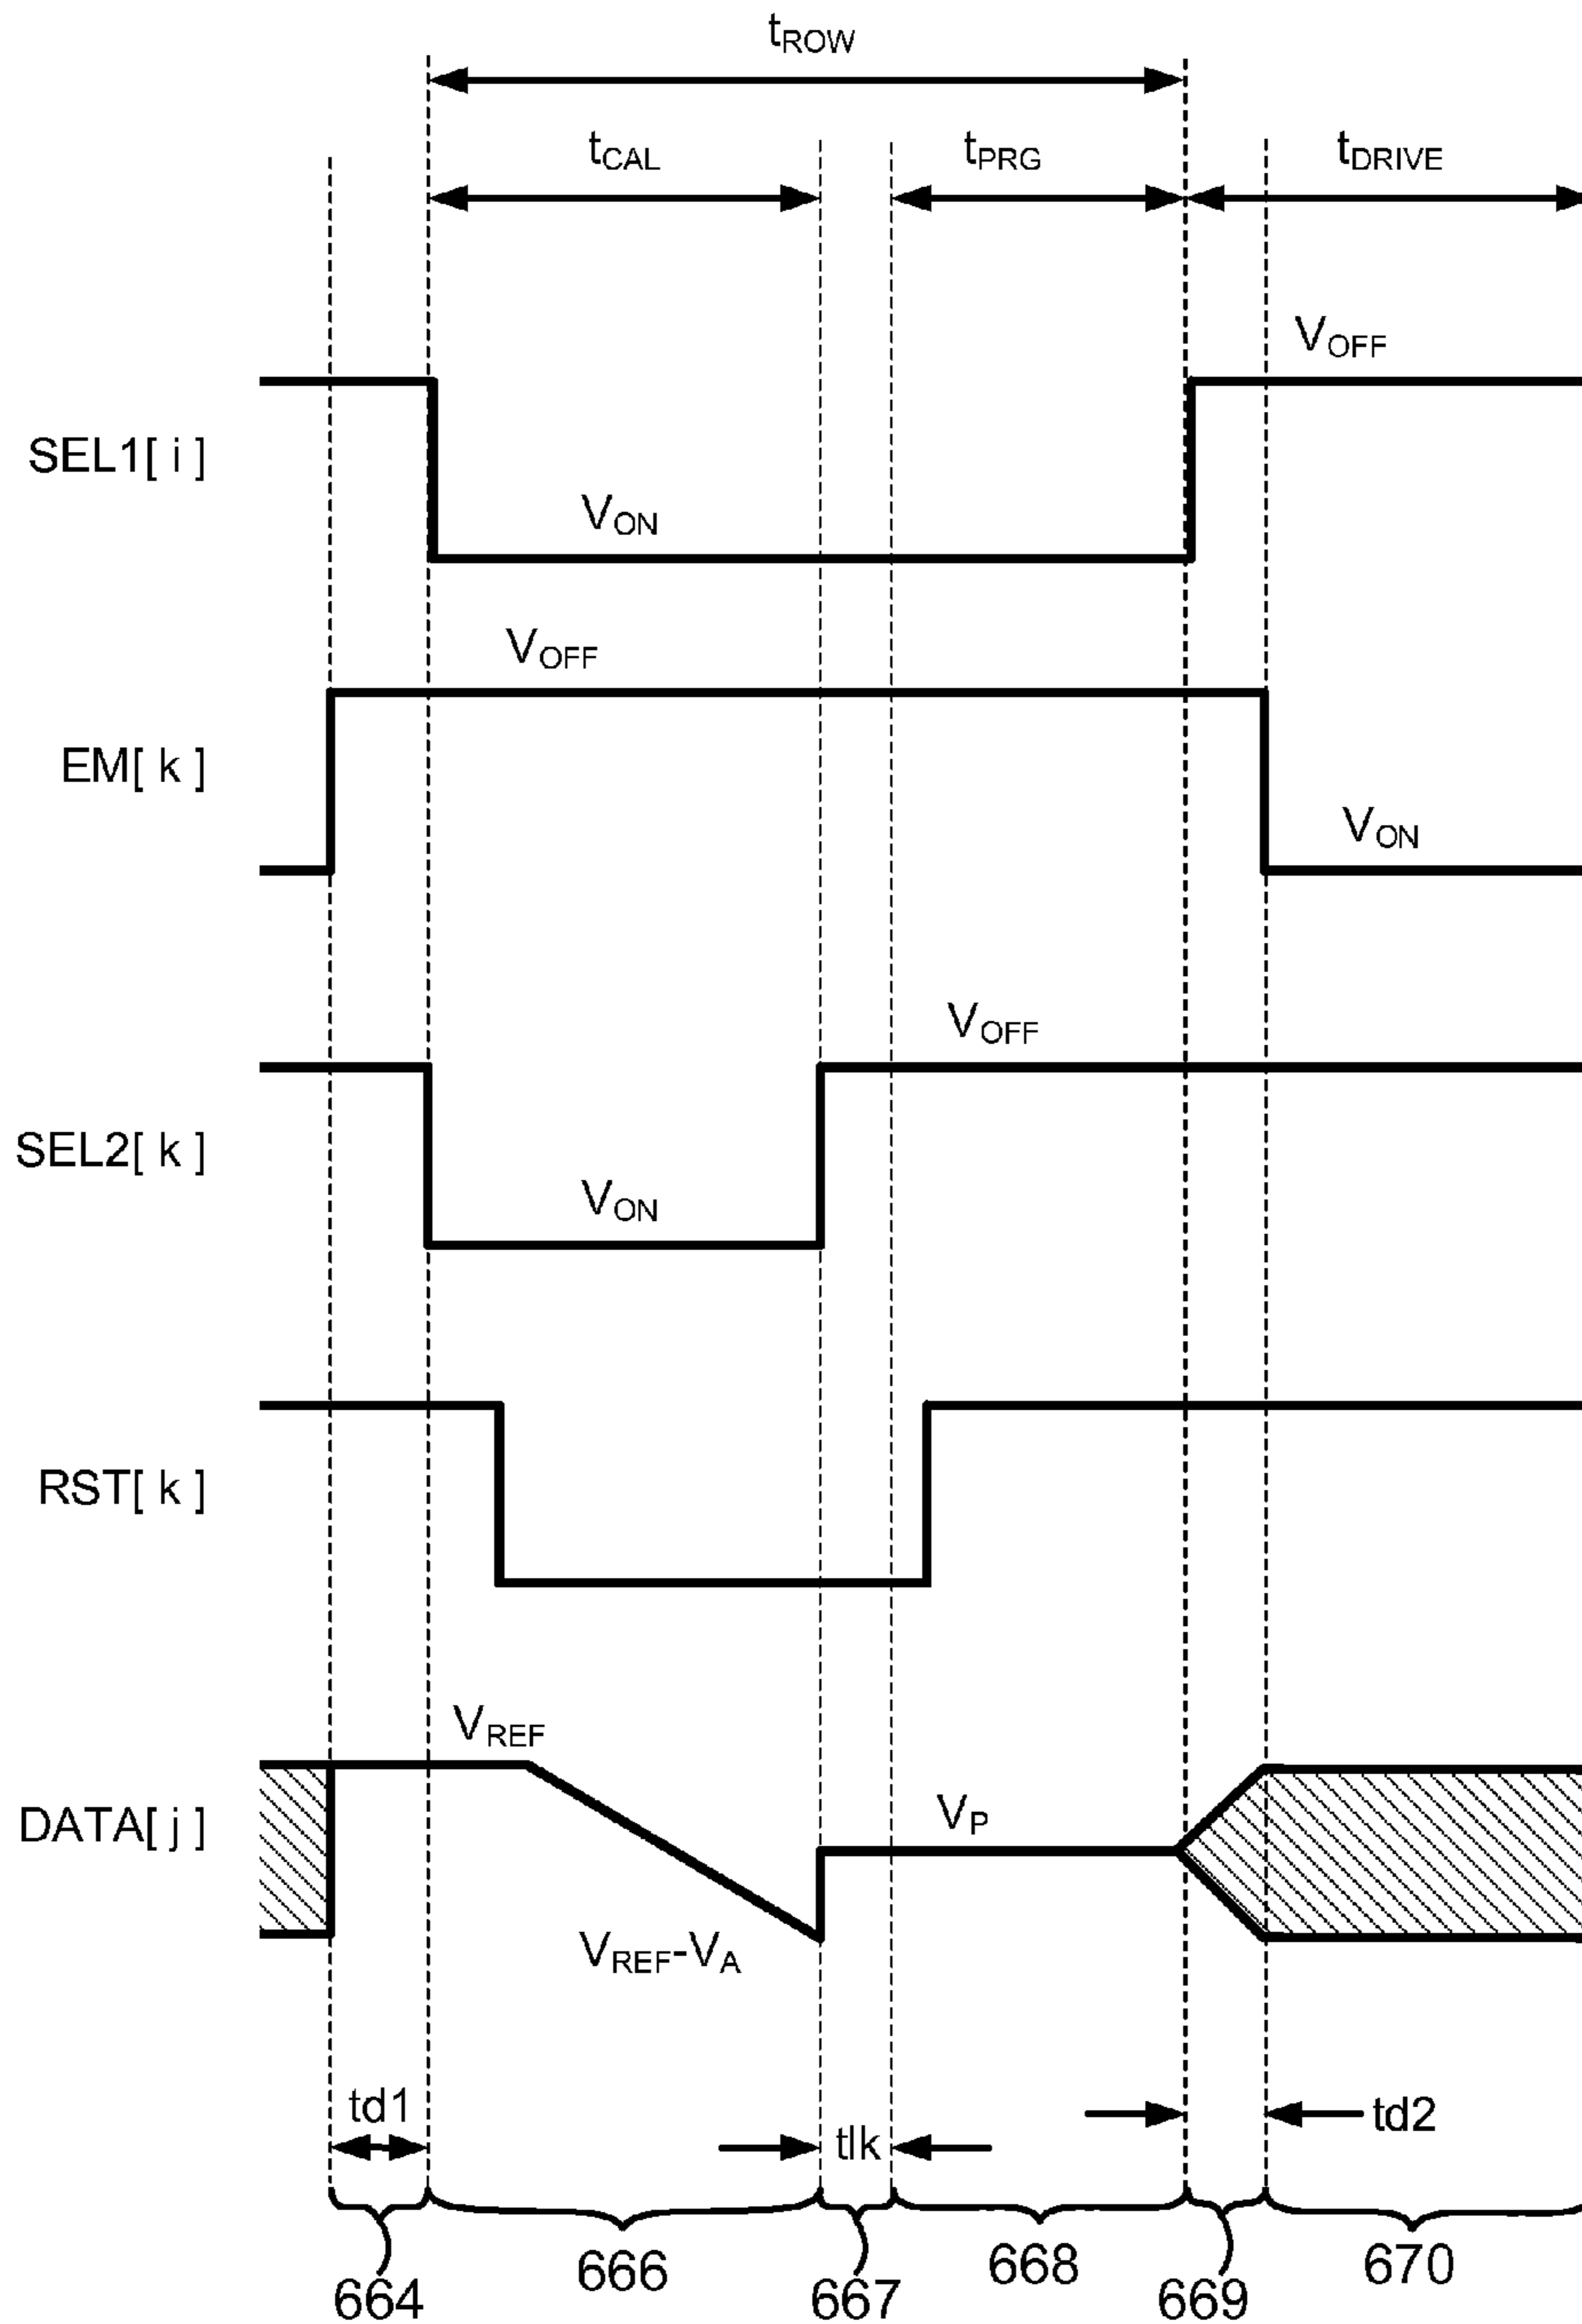 tROW
tCAL tPRG tDRIVE
VOFF
SEL1[ i ]
VON
VOFF
EM[ k ]
VON
VOFF
SEL2[ k ]
VON
RST[ k ]
VREF
DATA[ j ]
VP
VREF-VA
td1 tlk td2
664 666 667 668 669 670